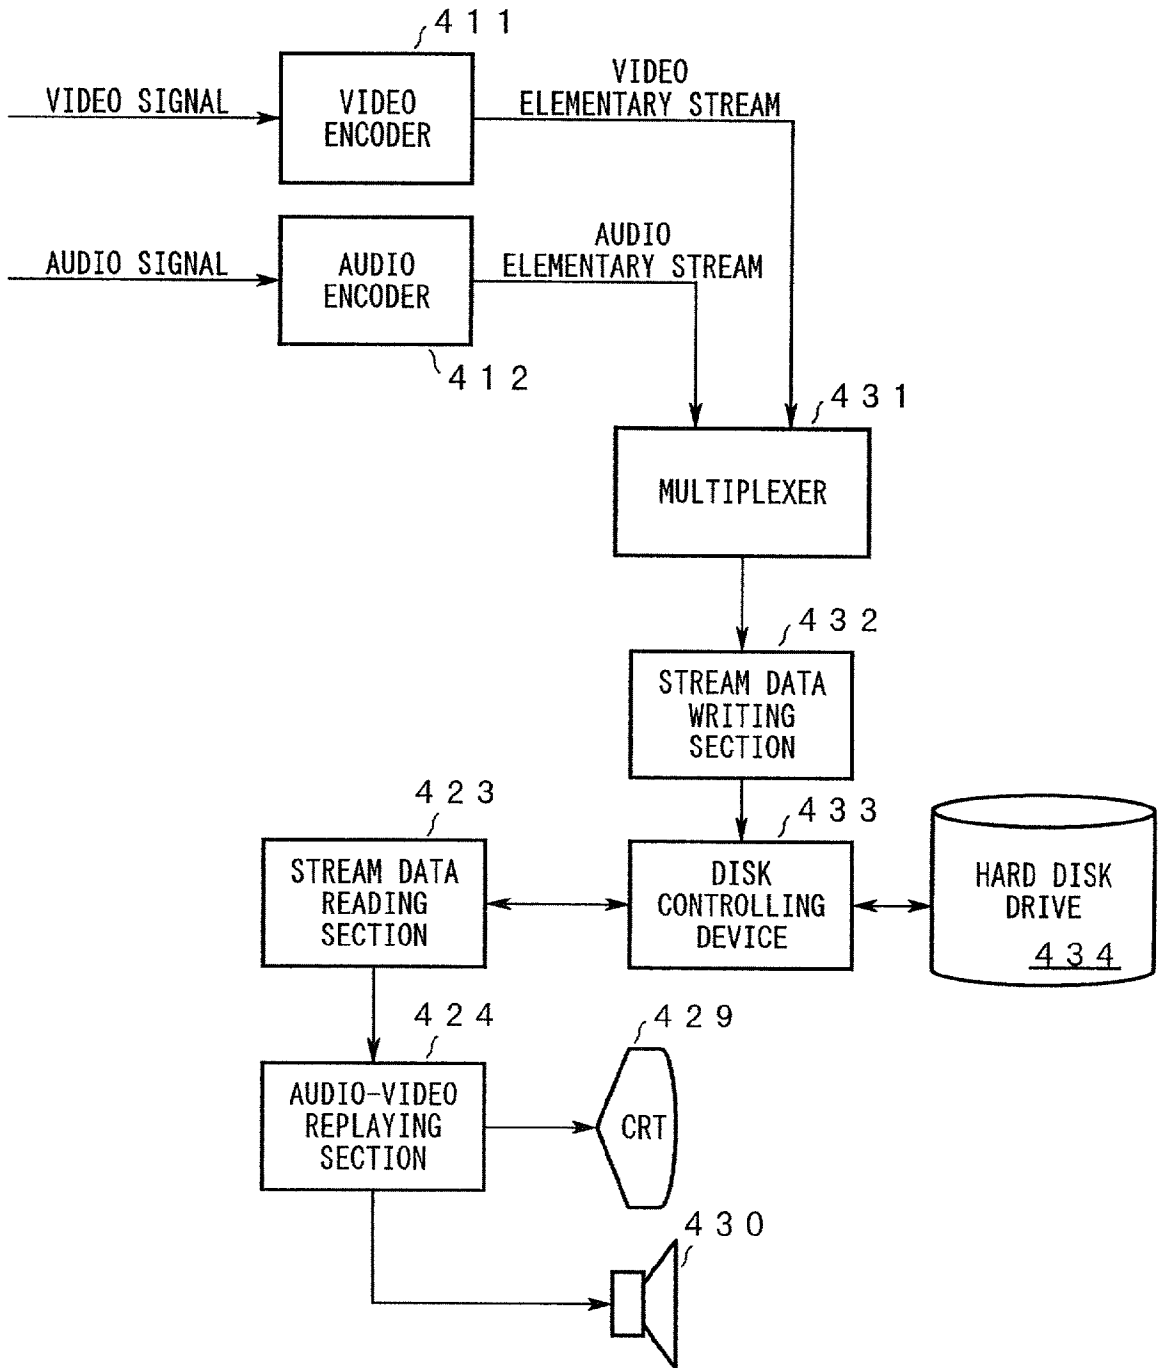 411
VIDEO SIGNAL
VIDEO
ENCODER
VIDEO
ELEMENTARY STREAM
AUDIO SIGNAL
AUDIO
ENCODER
AUDIO
ELEMENTARY STREAM
412
431
MULTIPLEXER
432
STREAM DATA
WRITING
SECTION
423
433
STREAM DATA
READING
SECTION
DISK
CONTROLLING
DEVICE
HARD DISK
DRIVE
434
424
429
AUDIO-VIDEO
REPLAYING
SECTION
CRT
430